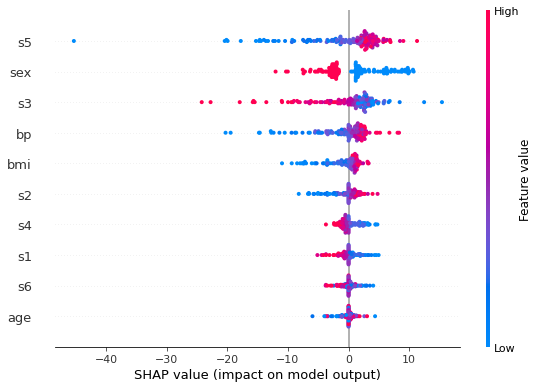 High
s5
sex
s3
bp
bmi
s2
s4
s1
s6
age
Feature value
Low
−40 −30 −20 −10 0 10
SHAP value (impact on model output)